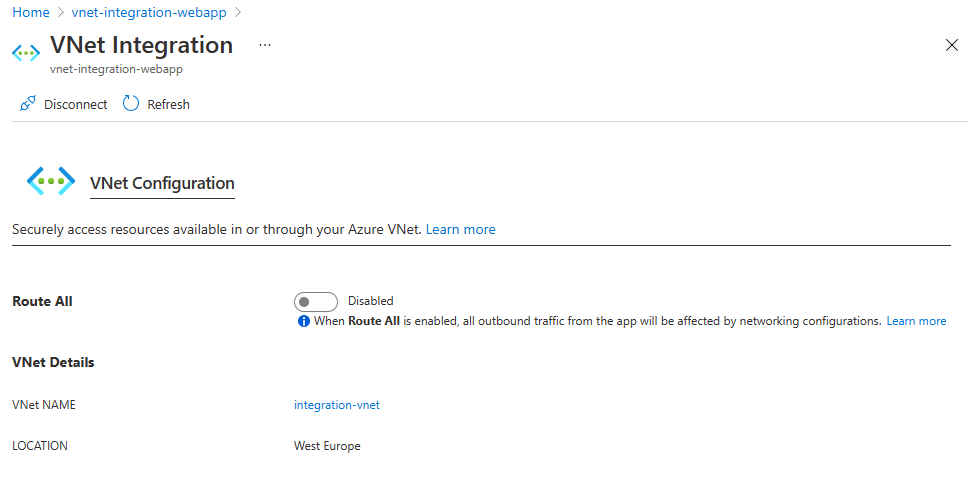 Home > vnet-integration-webapp >
VNet Integration ...
vnet-integration-webapp
Disconnect Refresh
VNet Configuration
Securely access resources available in or through your Azure VNet. Learn more
Route All Disabled
When Route All is enabled, all outbound traffic from the app will be affected by networking configurations. Learn more
VNet Details
VNet NAME integration-vnet
LOCATION West Europe